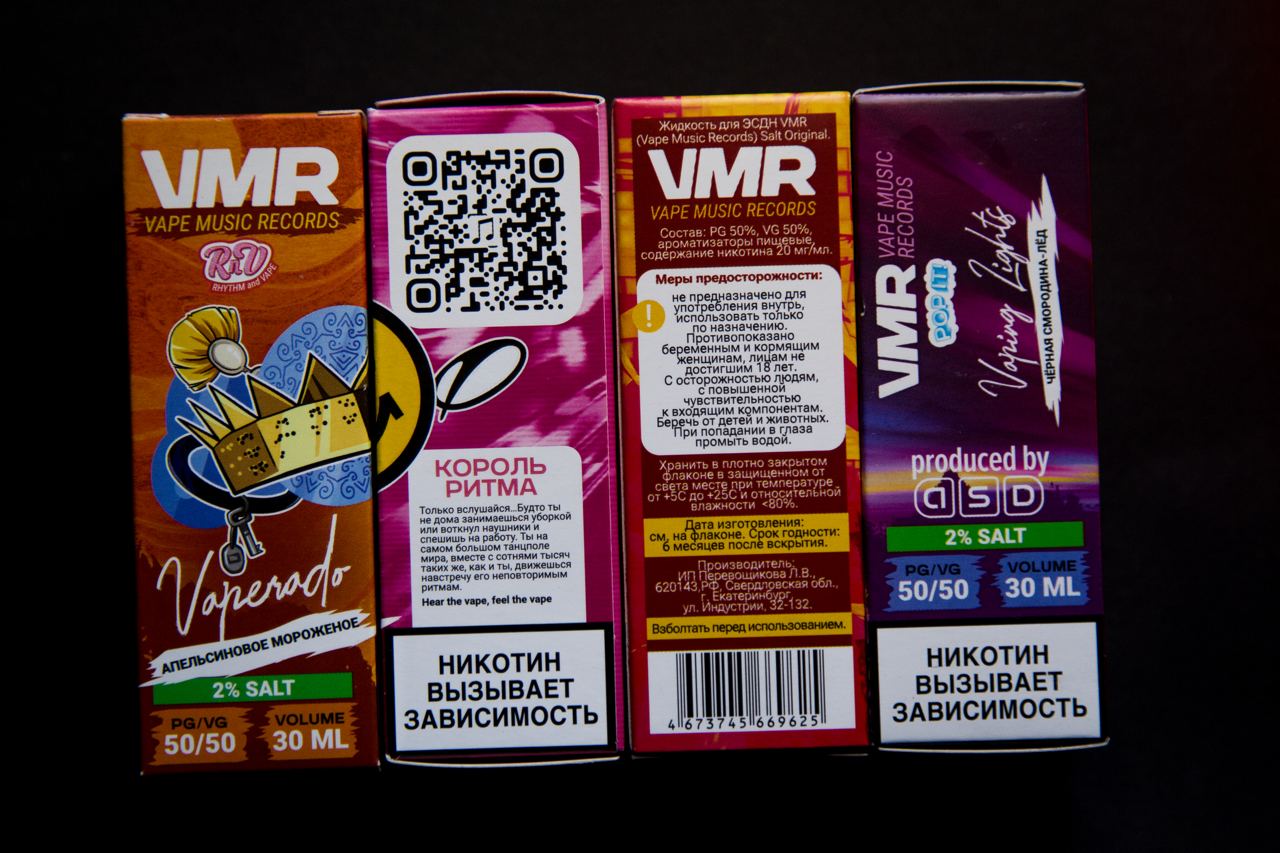 VMR
VAPE MUSIC RECORDS
RnV
RHYTHM and VAPE
Vaperado
АПЕЛЬСИНОВОЕ МОРОЖЕНОЕ
2% SALT
PG/VG
50/50
VOLUME
30 ML
КОРОЛЬ
РИТМА
Только вслушайся...Будто ты
не дома занимаешься уборкой
или воткнул наушники и
спешишь на работу. Ты на
самом большом танцполе
мира, вместе с сотнями тысяч
таких же, как и ты, движешься
навстречу его неповторимым
ритмам.
Hear the vape, feel the vape
НИКОТИН
ВЫЗЫВАЕТ
ЗАВИСИМОСТЬ
Жидкость для ЭСДН VMR
(Vape Music Records) Salt Original.
VMR
VAPE MUSIC RECORDS
Состав: PG 50%, VG 50%,
ароматизаторы пищевые,
содержание никотина 20 мг/мл.
Меры предосторожности:
не предназначено для
употребления внутрь,
использовать только
по назначению.
Противопоказано
беременным и кормящим
женщинам, лицам не
достигшим 18 лет.
С осторожностью людям,
с повышенной
чувствительностью
к входящим компонентам.
Беречь от детей и животных.
При попадании в глаза
промыть водой.
Хранить в плотно закрытом
флаконе в защищенном от
света месте при температуре
от +5С до +25С и относительной
влажности <80%.
Дата изготовления:
см, на флаконе. Срок годности:
6 месяцев после вскрытия.
Производитель:
ИП Перевощикова Л.В.,
620143,РФ, Свердловская обл.,
г. Екатеринбург,
ул. Индустрии, 32-132.
Взболтать перед использованием.
4 673745 669625
VMR
VAPE MUSIC
RECORDS
POP IT!
Vaping Lights
ЧЁРНАЯ СМОРОДИНА-ЛЁД
produced by
asd
2% SALT
PG/VG
50/50
VOLUME
30 ML
НИКОТИН
ВЫЗЫВАЕТ
ЗАВИСИМОСТЬ